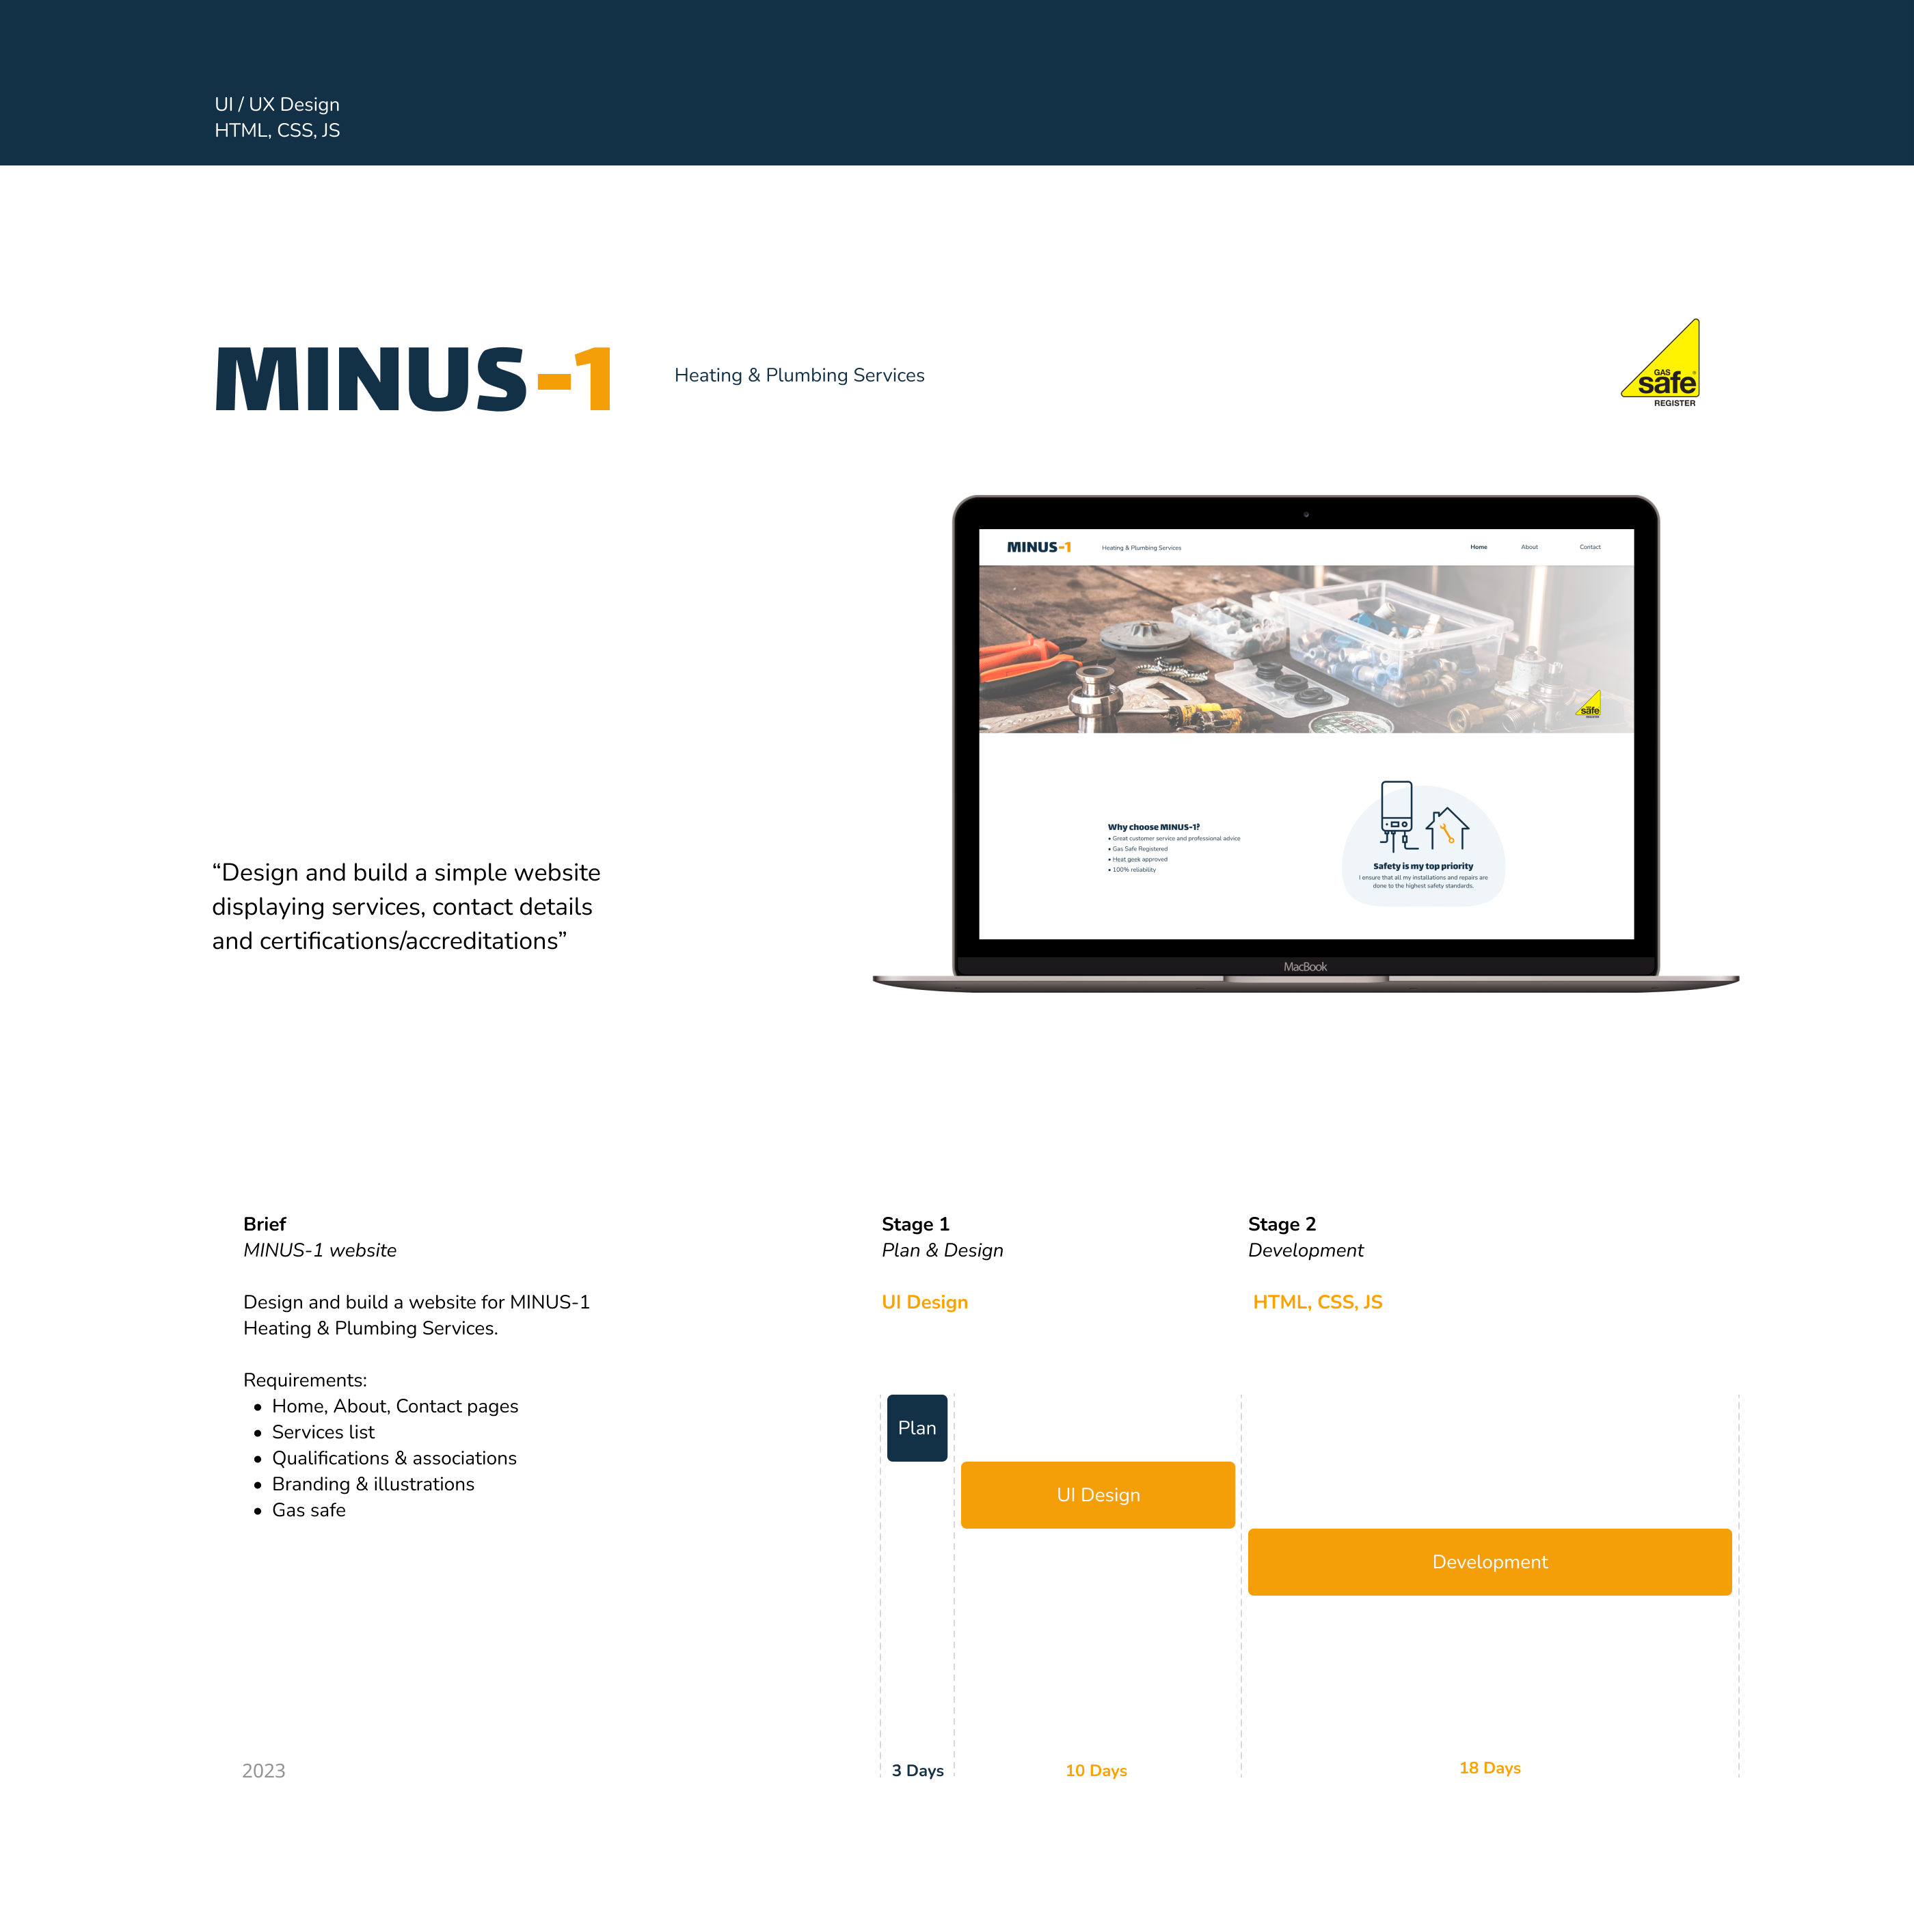 UI / UX Design
HTML, CSS, JS
MINUS-1
Heating & Plumbing Services
GAS
safe
REGISTER
MINUS-1
Heating & Plumbing Services
Home
About
Contact
safe
Why choose MINUS-1?
• Great customer service and professional advice
• Gas Safe Registered
• Heat geek approved
• 100% reliability
Safety is my top priority
I ensure that all my installations and repairs are
done to the highest safety standards.
MacBook
“Design and build a simple website
displaying services, contact details
and certifications/accreditations”
Brief
MINUS-1 website
Design and build a website for MINUS-1
Heating & Plumbing Services.
Requirements:
• Home, About, Contact pages
• Services list
• Qualifications & associations
• Branding & illustrations
• Gas safe
2023
Stage 1
Plan & Design
UI Design
Stage 2
Development
HTML, CSS, JS
Plan
UI Design
Development
3 Days
10 Days
18 Days